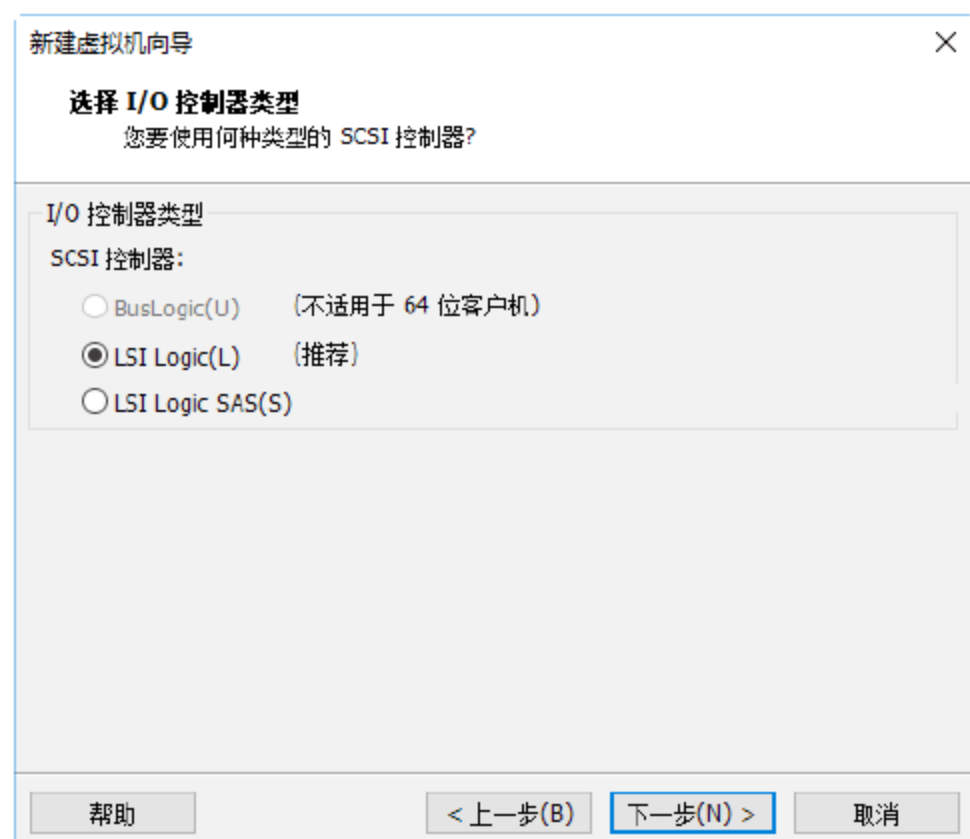 新建虚拟机向导
选择 I/O 控制器类型
您要使用何种类型的 SCSI 控制器?
I/O 控制器类型
SCSI 控制器:
BusLogic(U) (不适用于 64 位客户机)
LSI Logic(L) (推荐)
LSI Logic SAS(S)
帮助 < 上一步(B) 下一步(N) > 取消